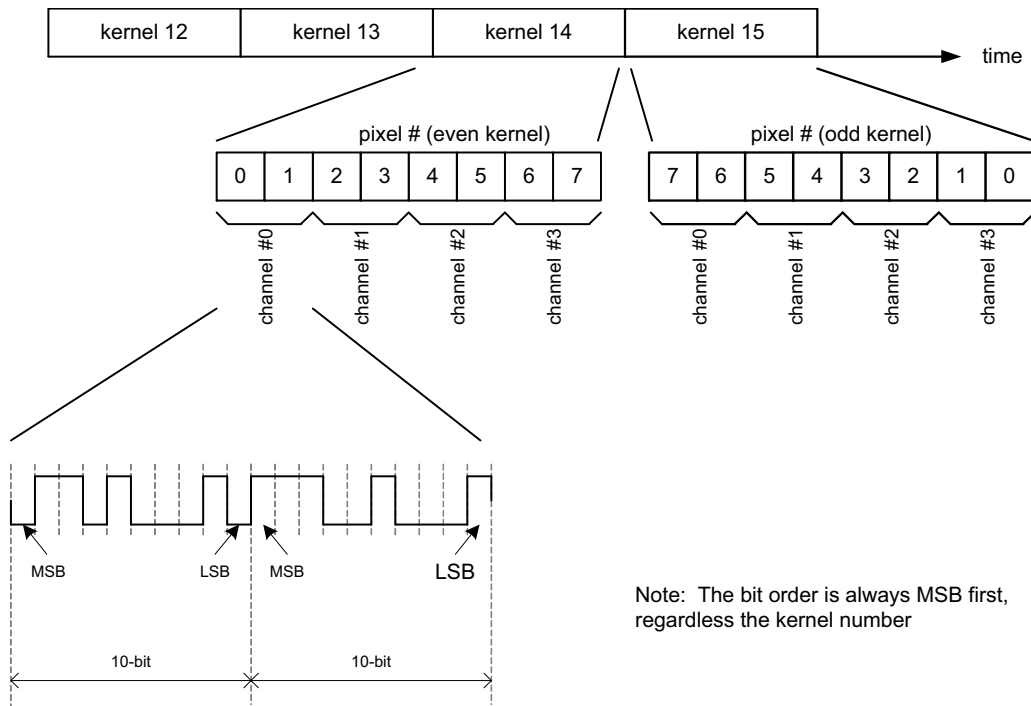 kernel 12 kernel 13 kernel 14 kernel 15
time
pixel # (even kernel) pixel # (odd kernel)
0 1 2 3 4 5 6 7 7 6 5 4 3 2 1 0
channel #0 channel #1 channel #2 channel #3 channel #0 channel #1 channel #2 channel #3
MSB LSB MSB LSB
Note: The bit order is always MSB first,
regardless the kernel number
10-bit 10-bit